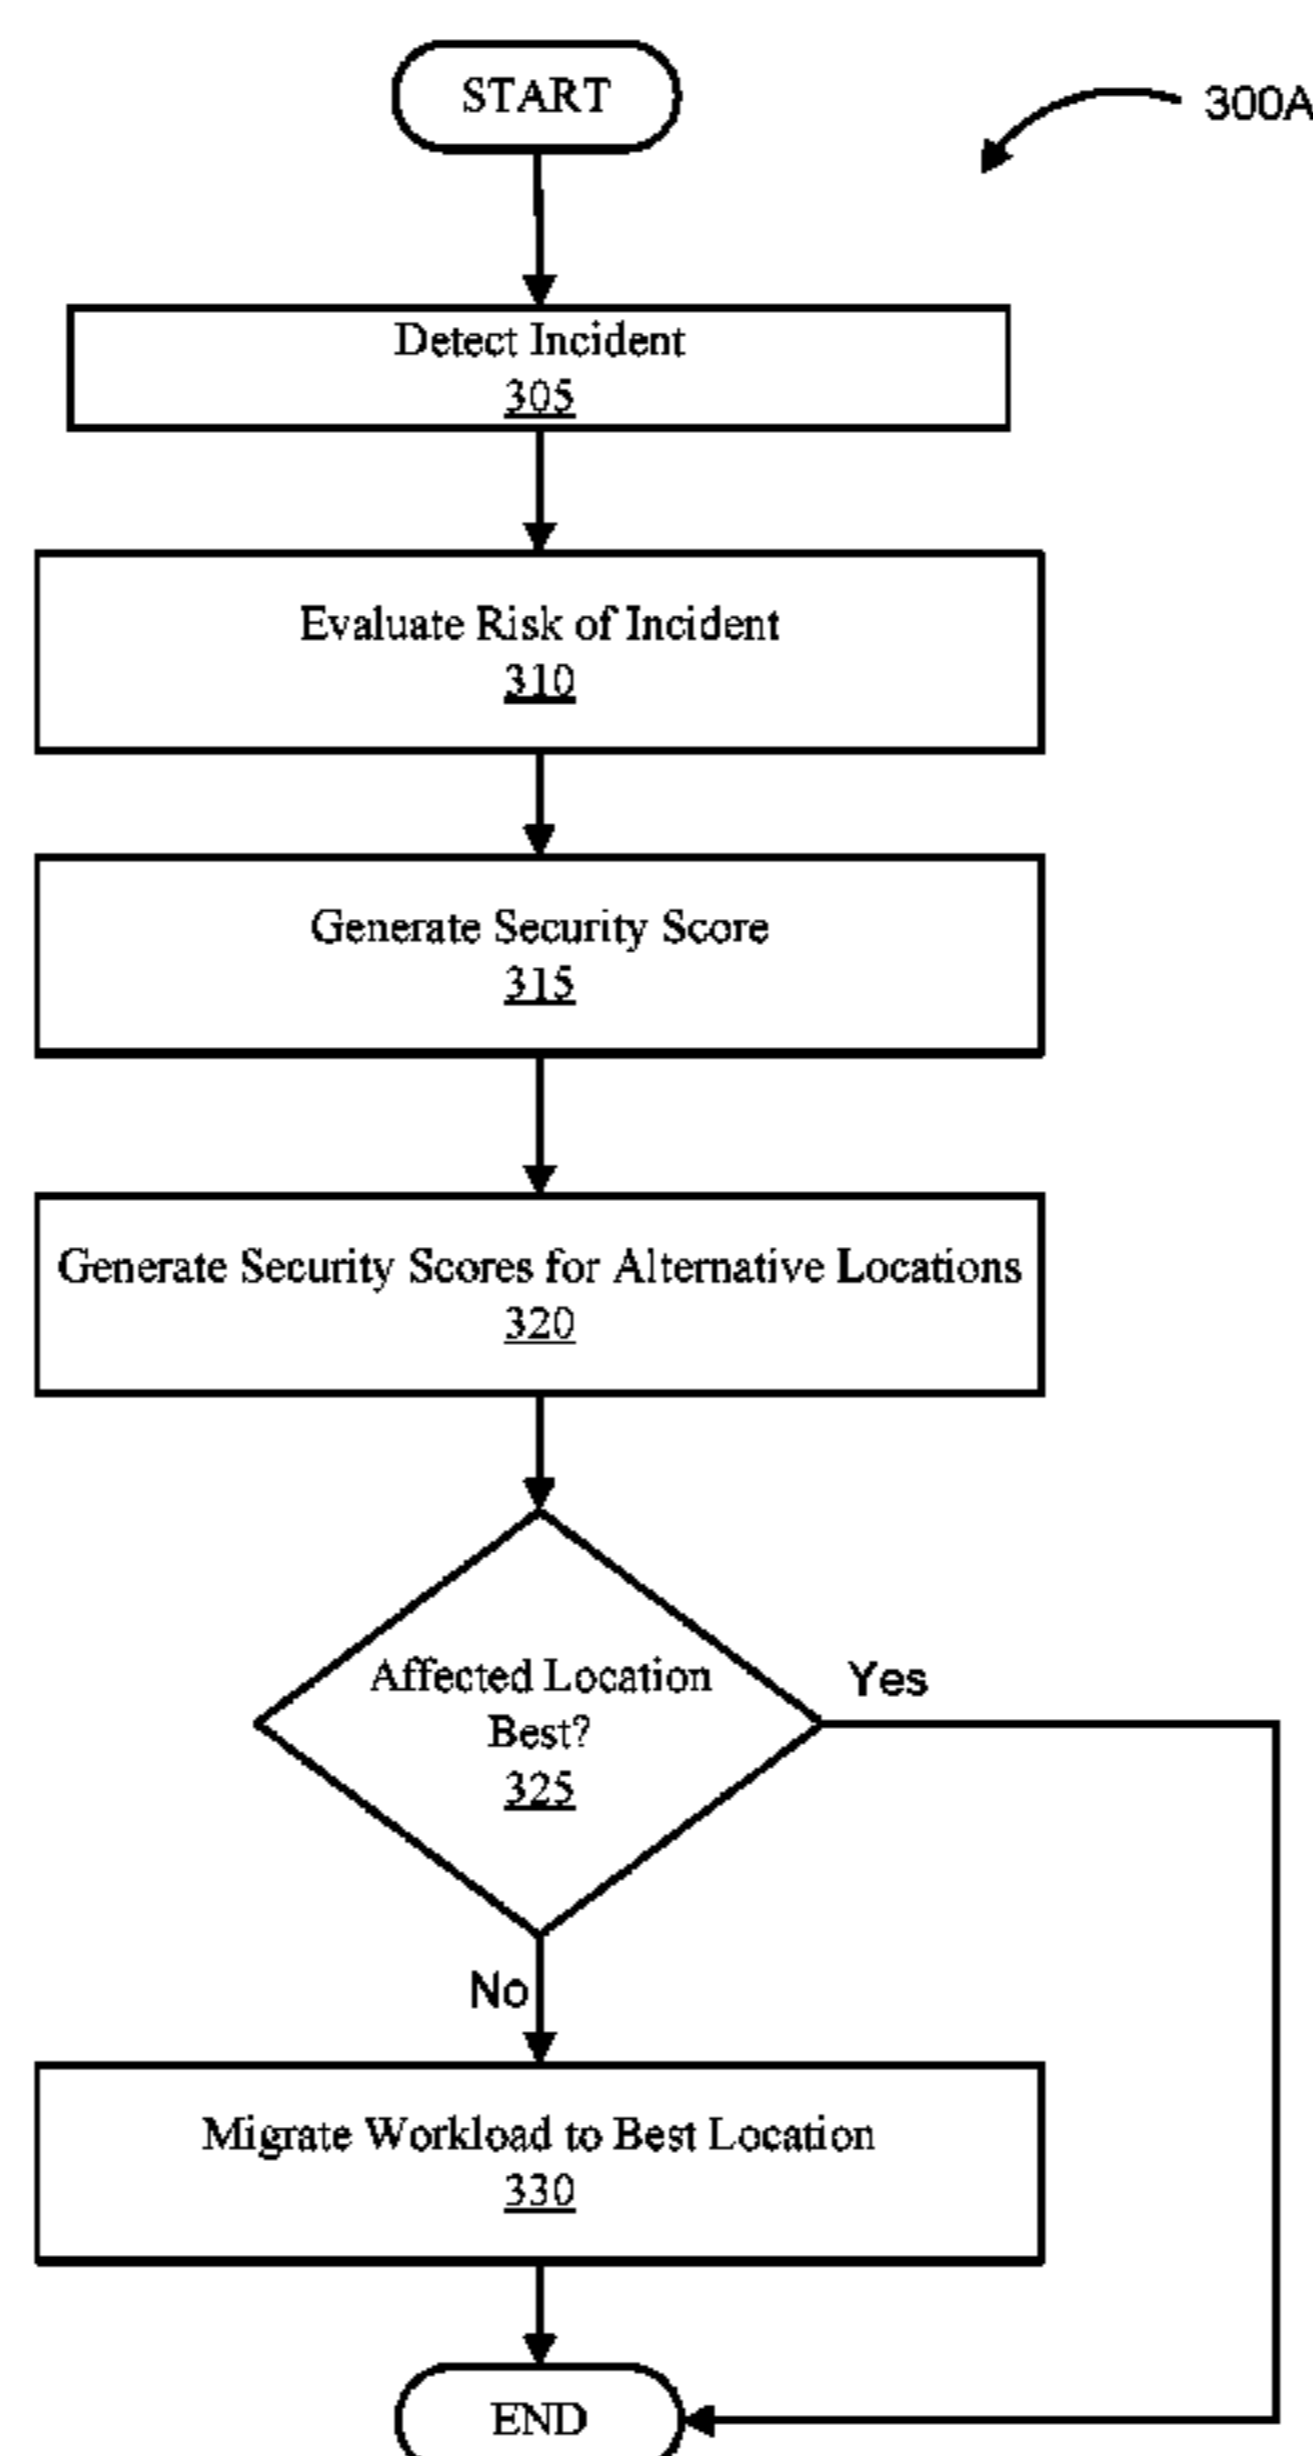 START
300A
Detect Incident
305
Evaluate Risk of Incident
310
Generate Security Score
315
Generate Security Scores for Alternative Locations
320
Affected Location
Best?
325
Yes
No
Migrate Workload to Best Location
330
END